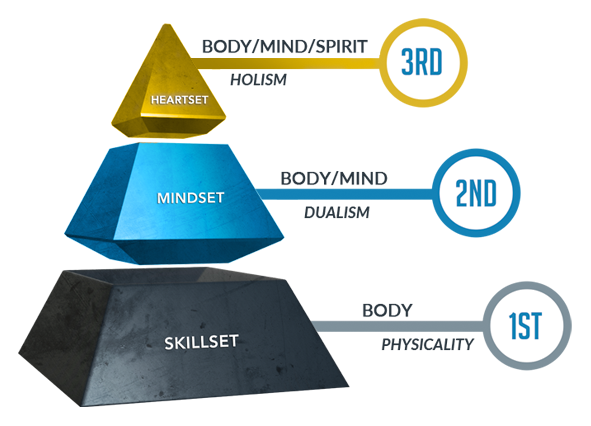 BODY/MIND/SPIRIT
3RD
HOLISM
HEARTSET
BODY/MIND
2ND
MINDSET
DUALISM
BODY
1ST
SKILLSET
PHYSICALITY